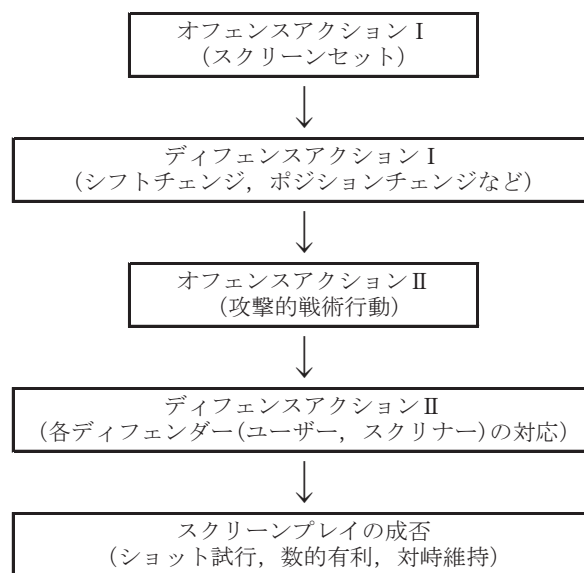 オフェンスアクションⅠ
（スクリーンセット）
ディフェンスアクションⅠ
（シフトチェンジ，ポジションチェンジなど）
オフェンスアクションⅡ
（攻撃的戦術行動）
ディフェンスアクションⅡ
（各ディフェンダー（ユーザー，スクリナー）の対応）
スクリーンプレイの成否
（ショット試行，数的有利，対峙維持）